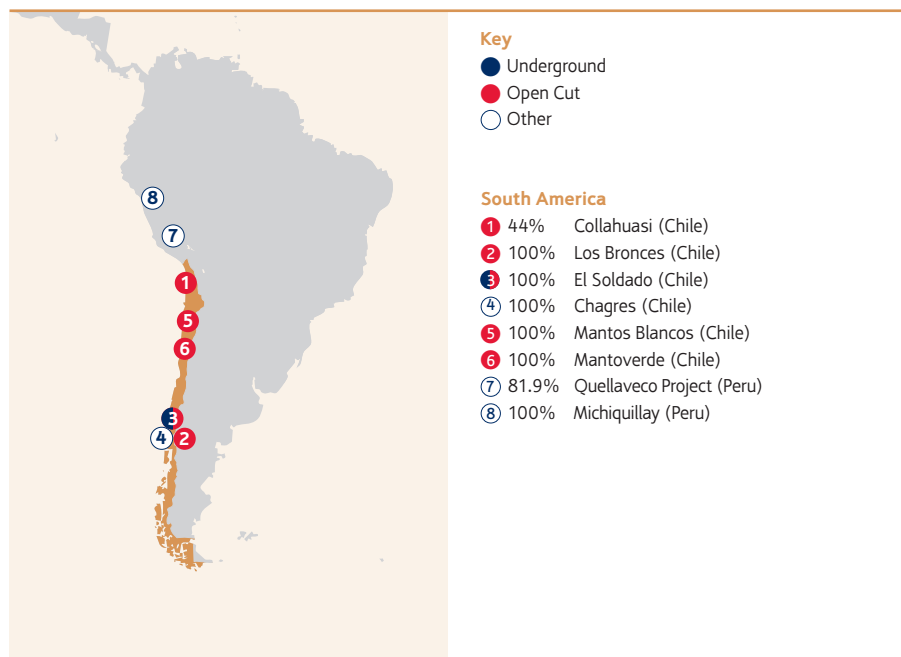 Key
Underground
Open Cut
Other
South America
1 44% Collahuasi (Chile)
2 100% Los Bronces (Chile)
3 100% El Soldado (Chile)
4 100% Chagres (Chile)
5 100% Mantos Blancos (Chile)
6 100% Mantoverde (Chile)
7 81.9% Quellaveco Project (Peru)
8 100% Michiquillay (Peru)
8
7
1
5
6
3
4 2